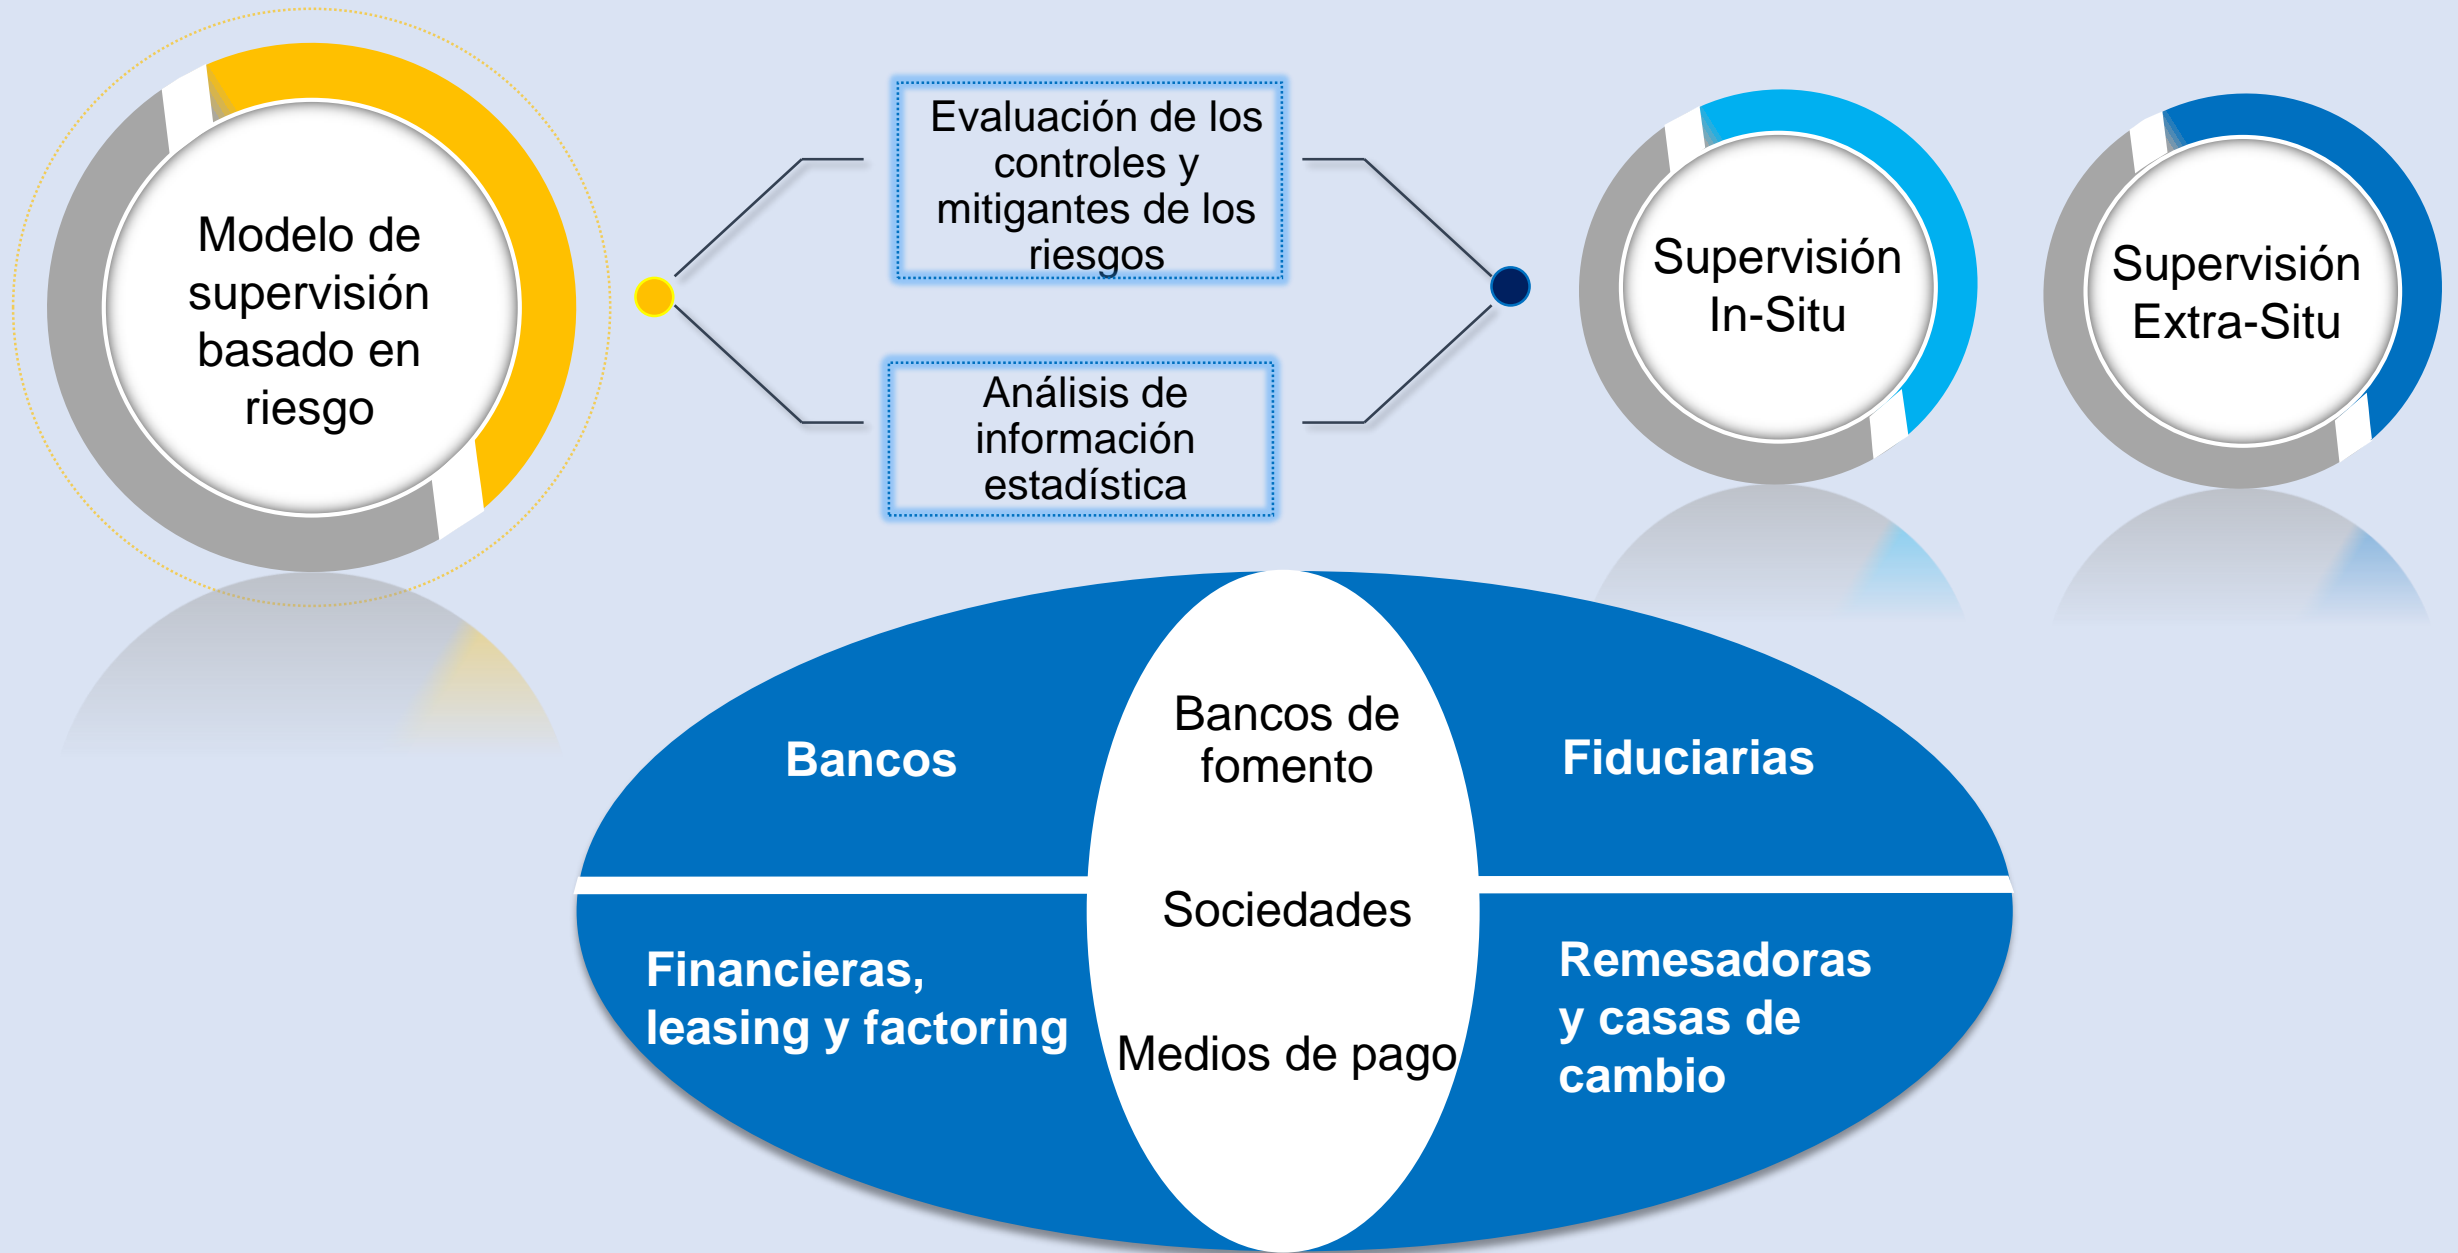 Modelo de
supervisión
basado en
riesgo
Evaluación de los
controles y
mitigantes de los
riesgos
Análisis de
información
estadística
Supervisión
In-Situ
Supervisión
Extra-Situ
Bancos
Bancos de
fomento
Fiduciarias
Sociedades
Financieras,
leasing y factoring
Medios de pago
Remesadoras
y casas de
cambio